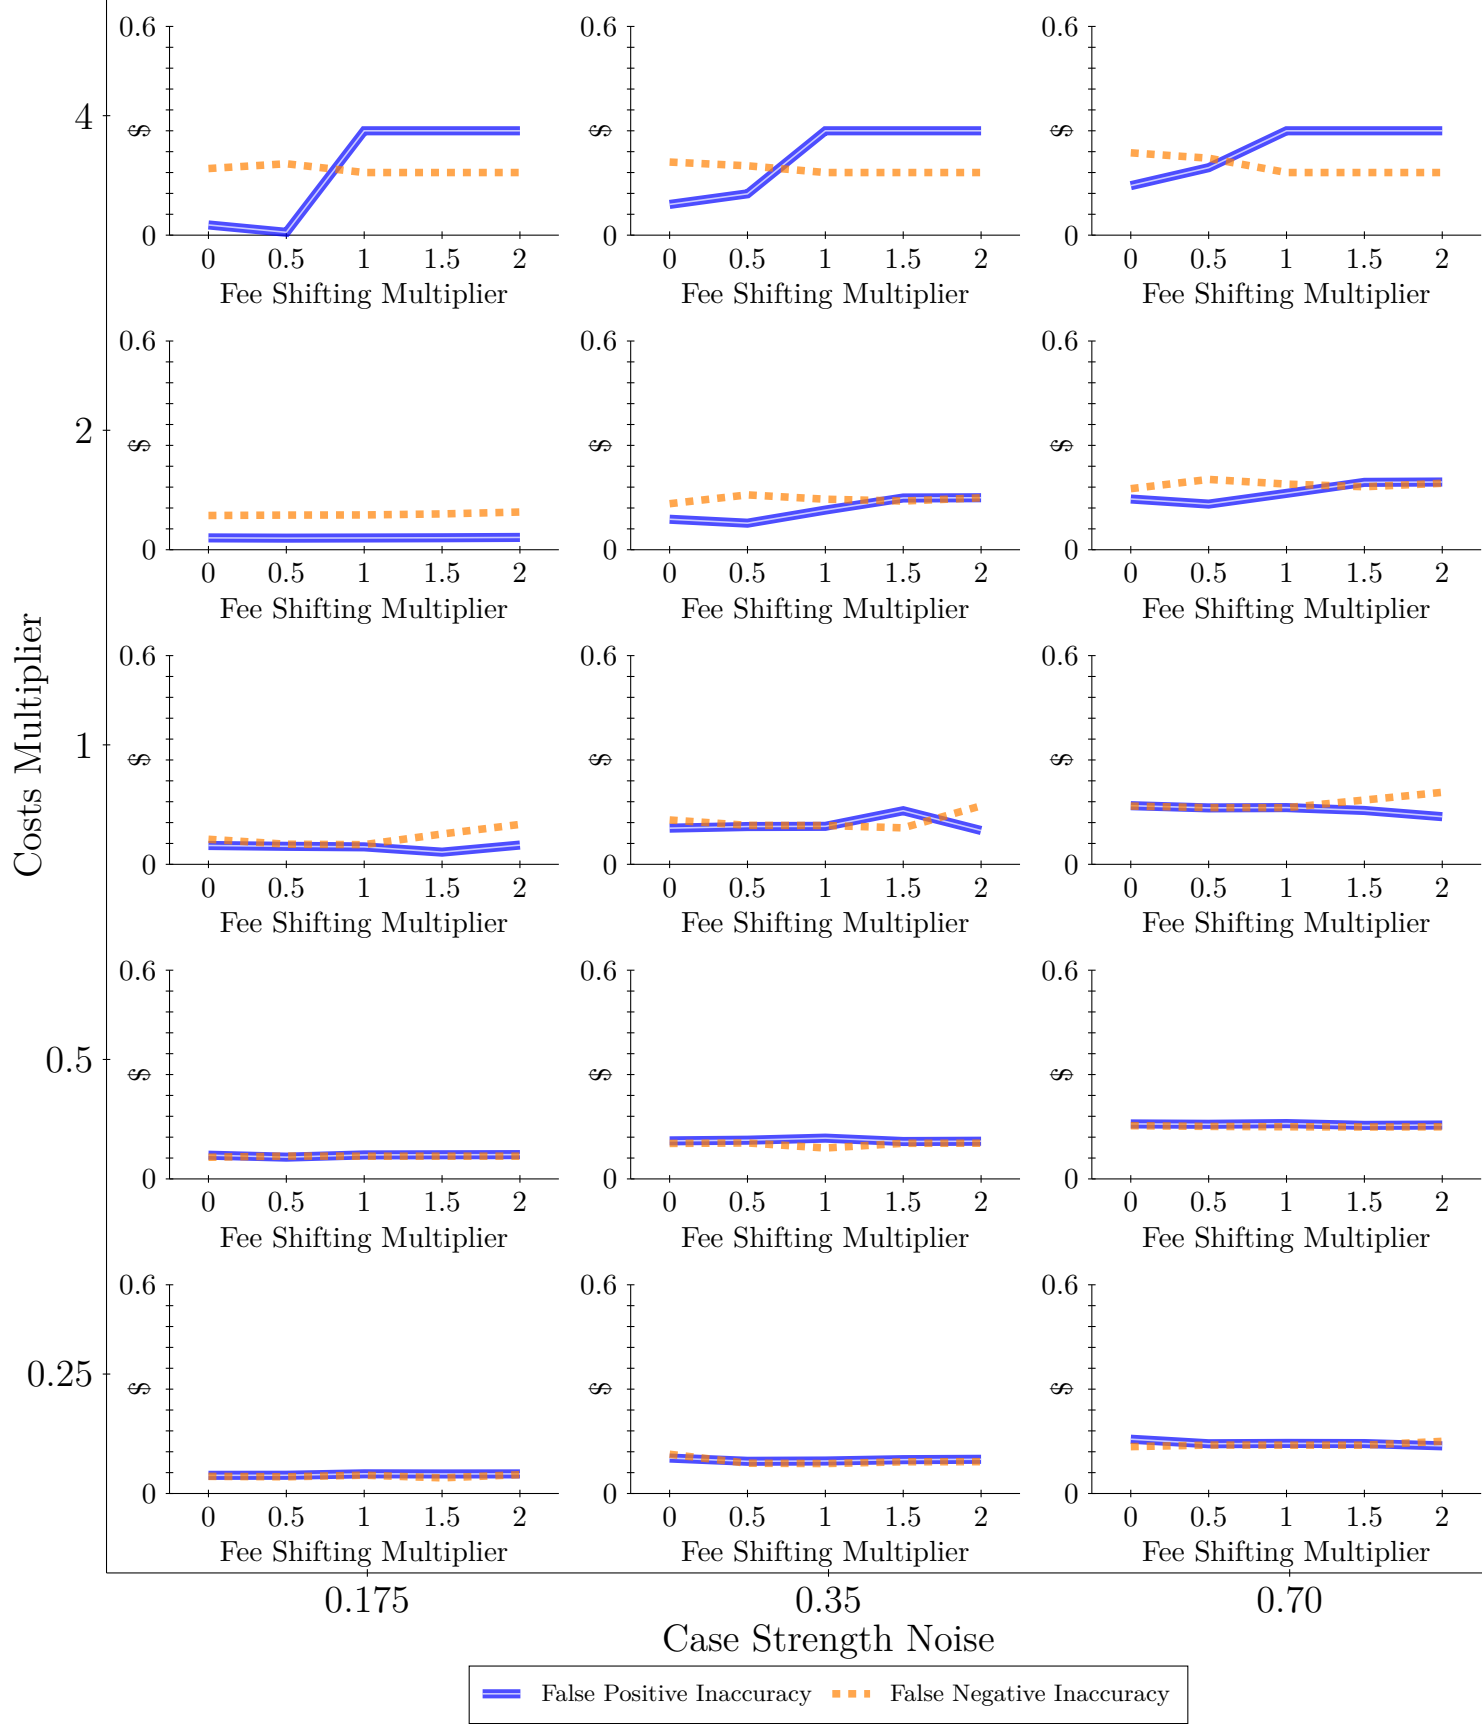 0.6 0.6 0.6
4 $ $ $
0 0 0
0 0.5 1 1.5 2 0 0.5 1 1.5 2 0 0.5 1 1.5 2
Fee Shifting Multiplier Fee Shifting Multiplier Fee Shifting Multiplier
0.6 0.6 0.6
2 $ $ $
0 0 0
0 0.5 1 1.5 2 0 0.5 1 1.5 2 0 0.5 1 1.5 2
Fee Shifting Multiplier Fee Shifting Multiplier Fee Shifting Multiplier
Costs Multiplier
0.6 0.6 0.6
1 $ $ $
0 0 0
0 0.5 1 1.5 2 0 0.5 1 1.5 2 0 0.5 1 1.5 2
Fee Shifting Multiplier Fee Shifting Multiplier Fee Shifting Multiplier
0.6 0.6 0.6
0.5 $ $ $
0 0 0
0 0.5 1 1.5 2 0 0.5 1 1.5 2 0 0.5 1 1.5 2
Fee Shifting Multiplier Fee Shifting Multiplier Fee Shifting Multiplier
0.6 0.6 0.6
0.25 $ $ $
0 0 0
0 0.5 1 1.5 2 0 0.5 1 1.5 2 0 0.5 1 1.5 2
Fee Shifting Multiplier Fee Shifting Multiplier Fee Shifting Multiplier
0.175 0.35 0.70
Case Strength Noise
False Positive Inaccuracy False Negative Inaccuracy